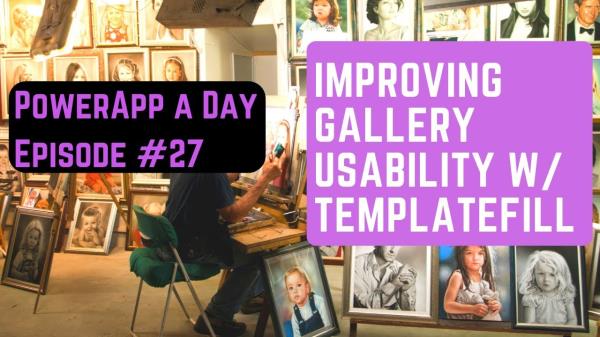 PowerApp a Day
Episode #27
IMPROVING
GALLERY
USABILITY W/
TEMPLATEFILL